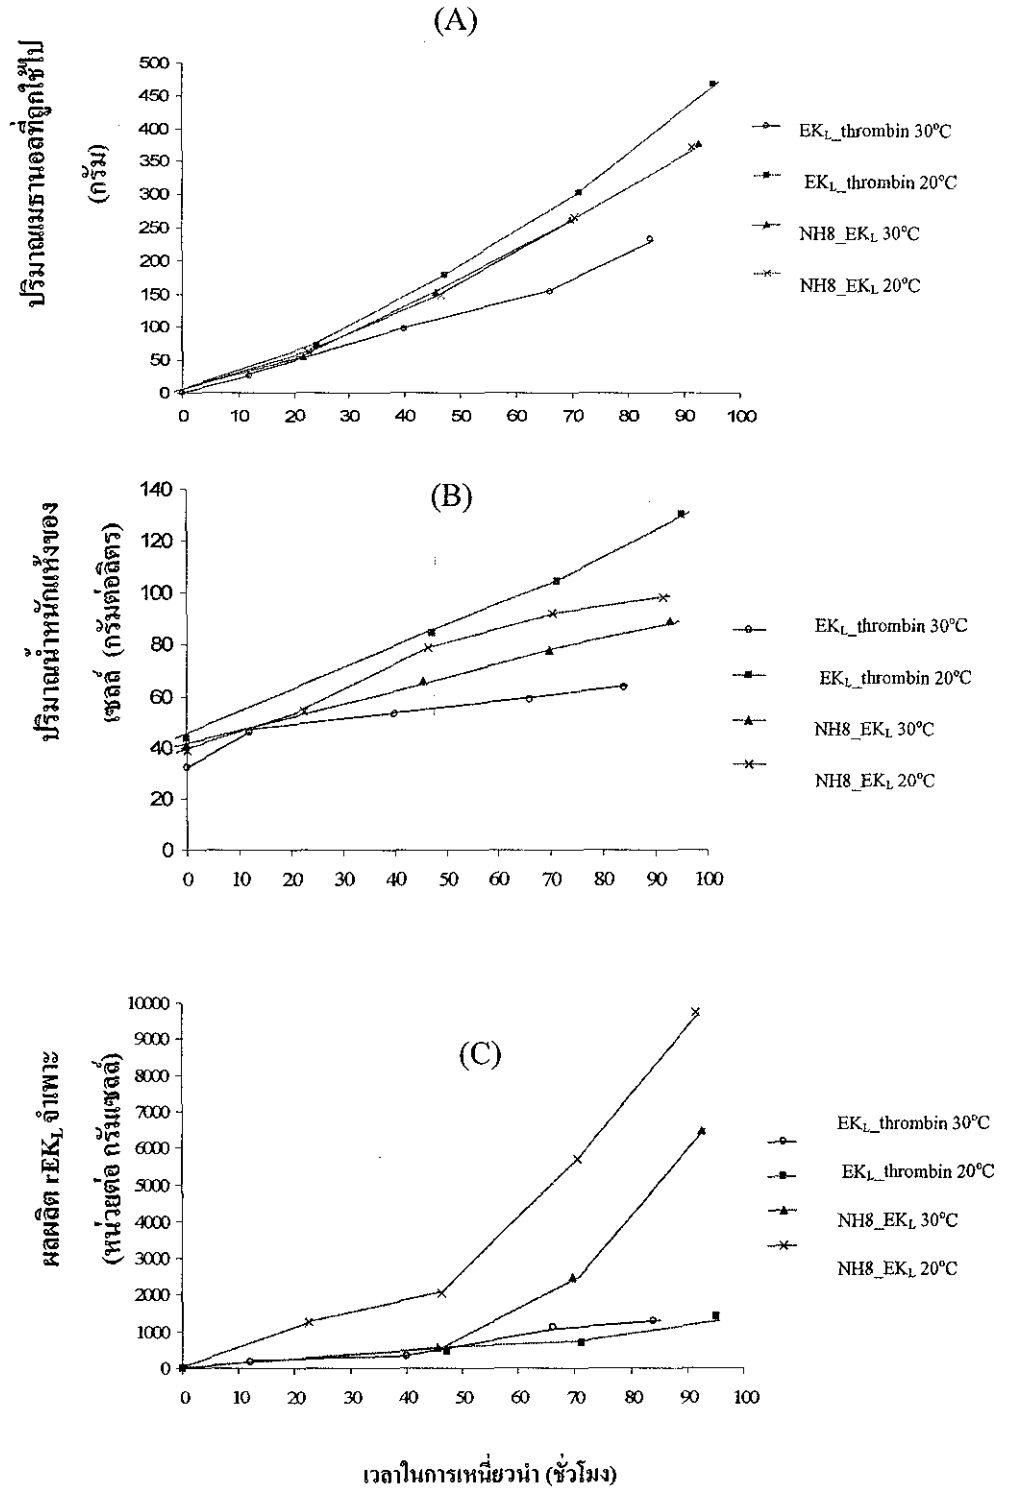 (A)
ปริมาณเมธานอลที่ถูกใช้ไป
(กรัม)
500
450
400
350
300
250
200
150
100
50
0
0 10 20 30 40 50 60 70 80 90 100
EKL_thrombin 30°C
EKL_thrombin 20°C
NH8_EKL 30°C
NH8_EKL 20°C
(B)
ปริมาณน้ำหนักแห้งของ
เซลล์ (กรัมต่อลิตร)
140
120
100
80
60
40
20
0
0 10 20 30 40 50 60 70 80 90 100
EKL_thrombin 30°C
EKL_thrombin 20°C
NH8_EKL 30°C
NH8_EKL 20°C
(C)
ผลผลิต rEKL จำเพาะ
(หน่วยต่อ กรัมเซลล์)
10000
9000
8000
7000
6000
5000
4000
3000
2000
1000
0
0 10 20 30 40 50 60 70 80 90 100
EKL_thrombin 30°C
EKL_thrombin 20°C
NH8_EKL 30°C
NH8_EKL 20°C
เวลาในการเหนี่ยวนำ (ชั่วโมง)